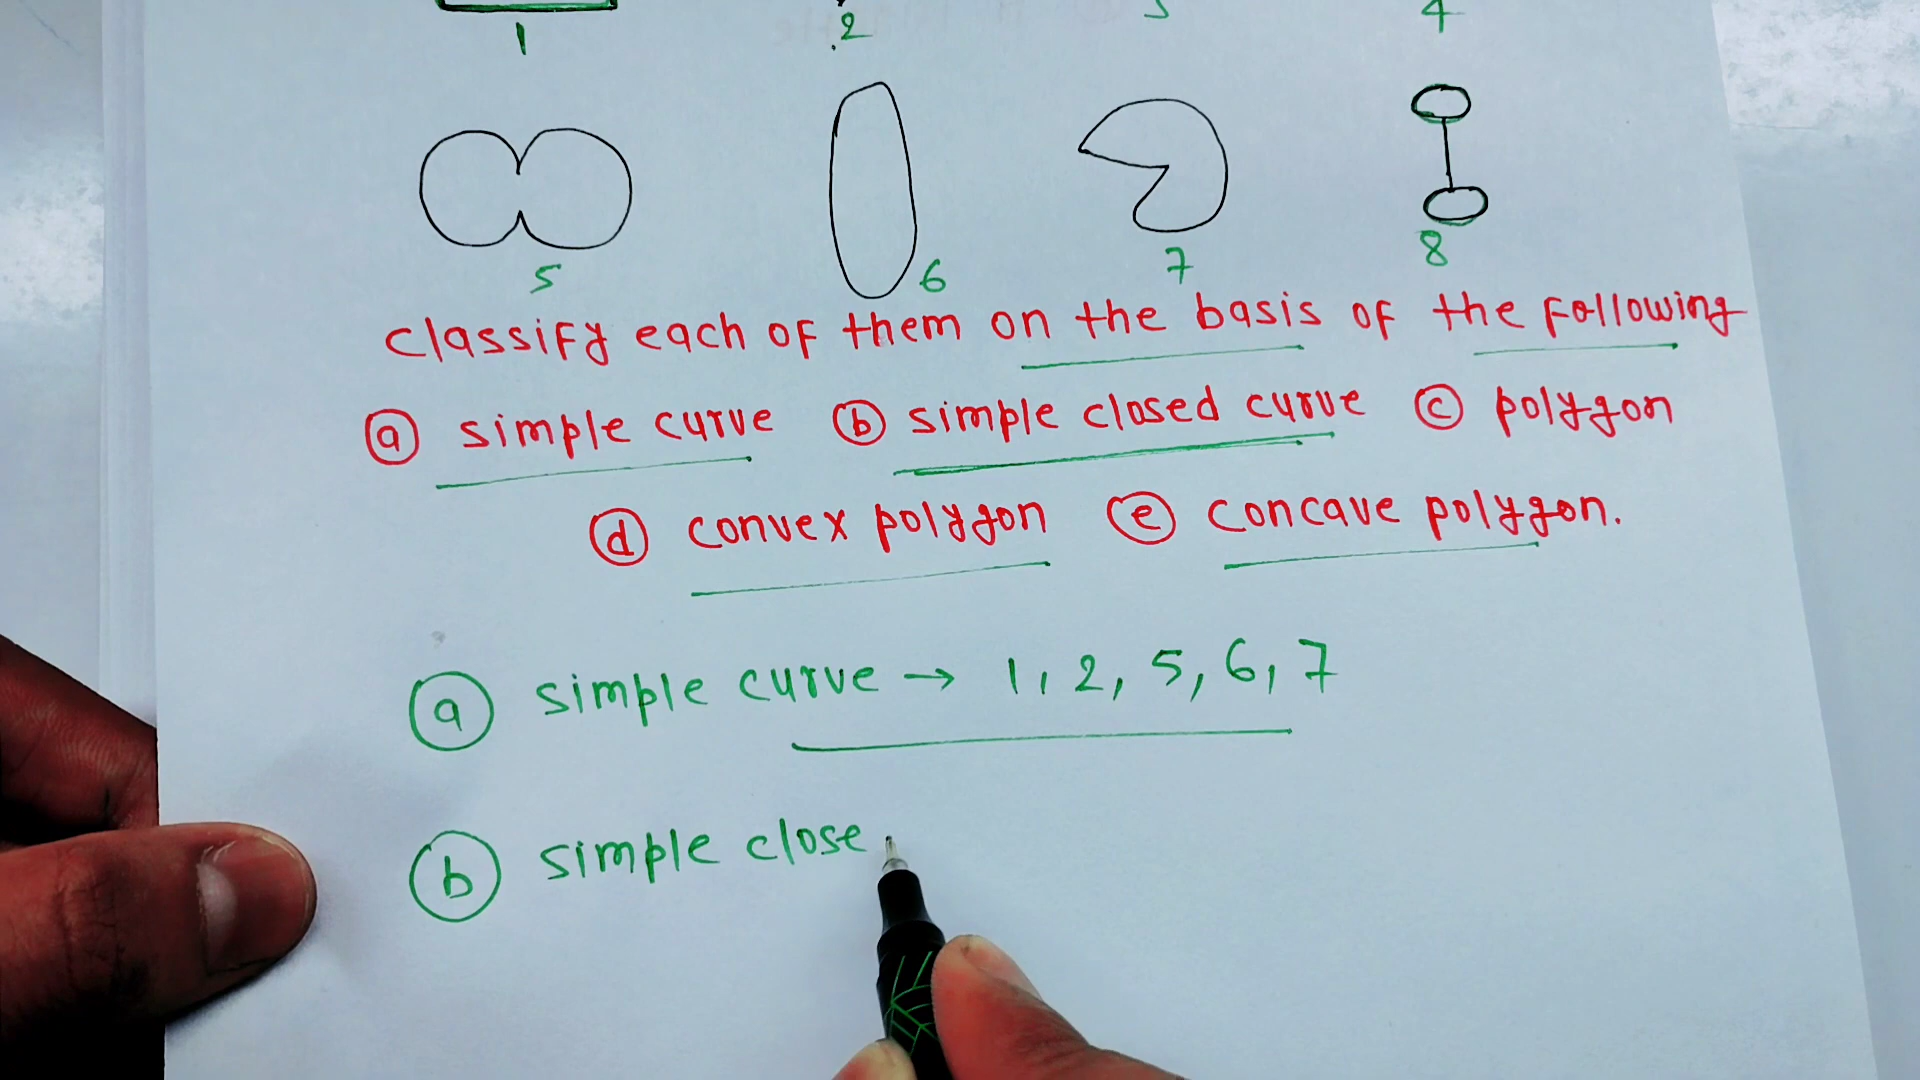 1 2 3 4
5 6 7 8
classify each of them on the basis of the following
(a) simple curve (b) simple closed curve (c) polygon
(d) convex polygon (e) concave polygon.
(a) simple curve → 1, 2, 5, 6, 7
(b) simple close